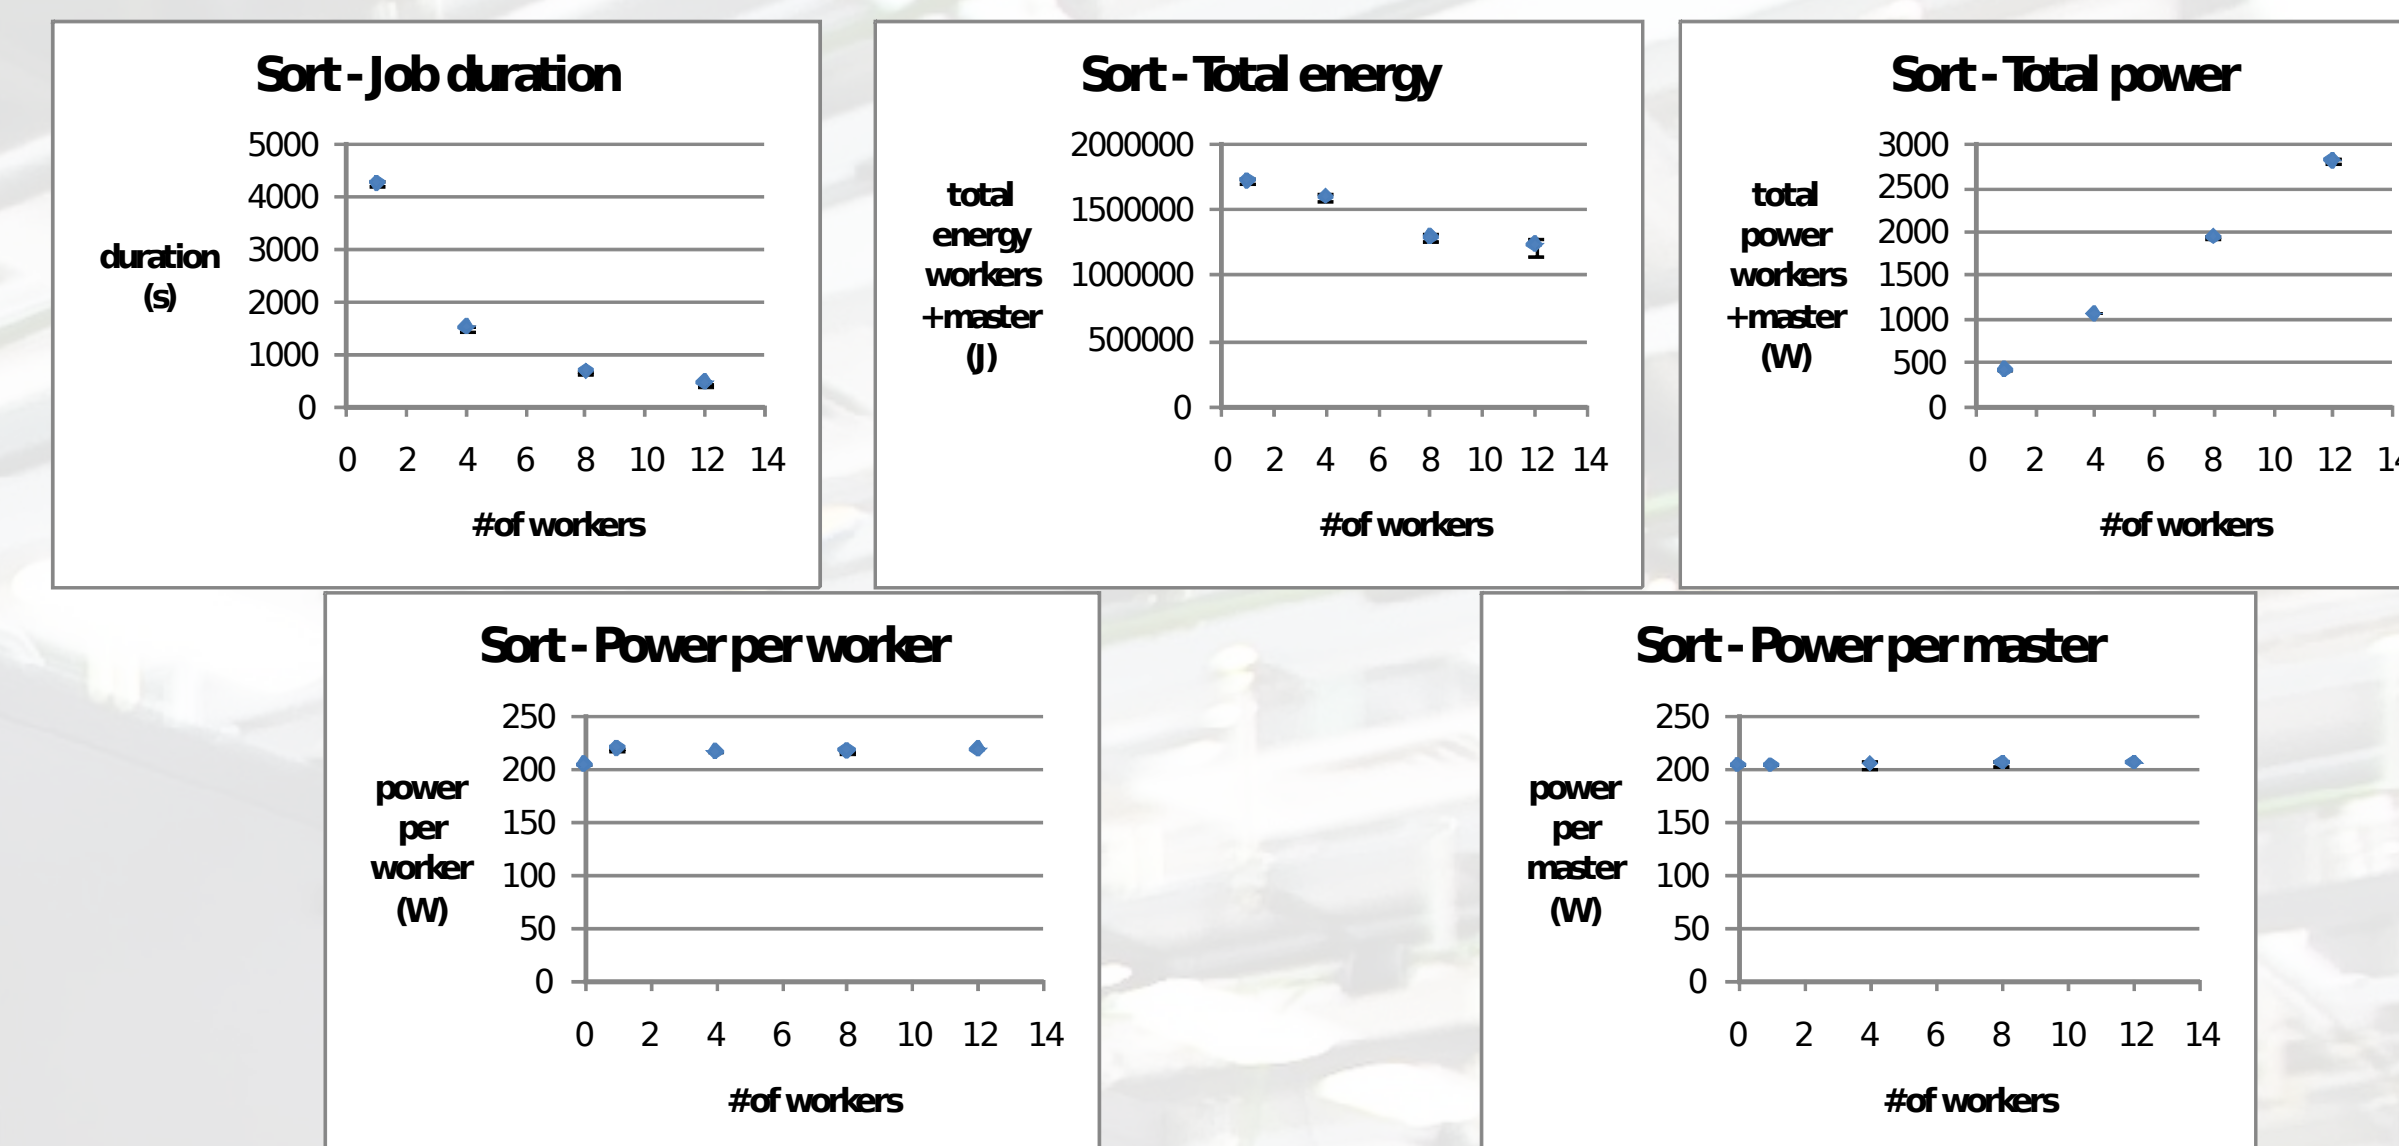 Sort - Job duration
5000
4000
3000
2000
1000
0
duration
(s)
0 2 4 6 8 10 12 14
# of workers
Sort - Total energy
2000000
1500000
1000000
500000
0
total
energy
workers
+master
(J)
0 2 4 6 8 10 12 14
# of workers
Sort - Total power
3000
2500
2000
1500
1000
500
0
total
power
workers
+master
(W)
0 2 4 6 8 10 12 14
# of workers
Sort - Power per worker
250
200
150
100
50
0
power
per
worker
(W)
0 2 4 6 8 10 12 14
# of workers
Sort - Power per master
250
200
150
100
50
0
power
per
master
(W)
0 2 4 6 8 10 12 14
# of workers